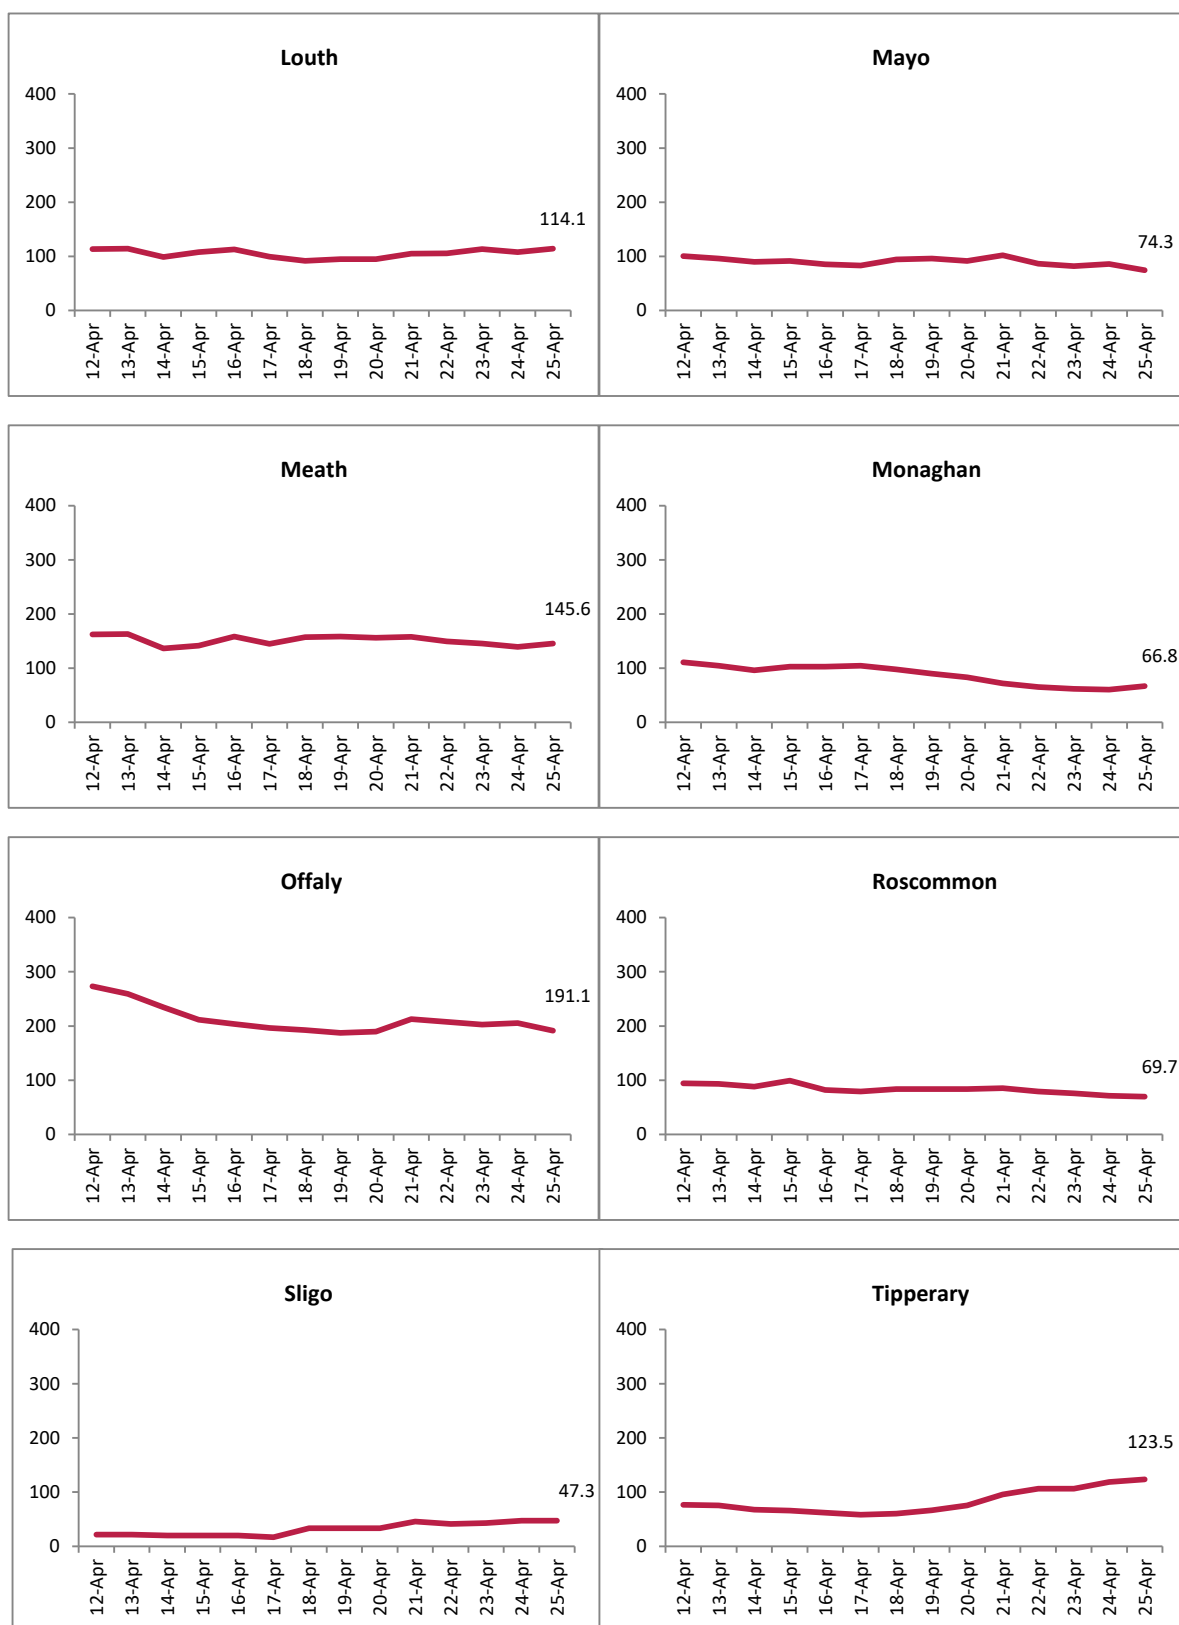 Louth
400
300
200
100
0
114.1
12-Apr
13-Apr
14-Apr
15-Apr
16-Apr
17-Apr
18-Apr
19-Apr
20-Apr
21-Apr
22-Apr
23-Apr
24-Apr
25-Apr
Mayo
400
300
200
100
0
74.3
12-Apr
13-Apr
14-Apr
15-Apr
16-Apr
17-Apr
18-Apr
19-Apr
20-Apr
21-Apr
22-Apr
23-Apr
24-Apr
25-Apr
Meath
400
300
200
100
0
145.6
12-Apr
13-Apr
14-Apr
15-Apr
16-Apr
17-Apr
18-Apr
19-Apr
20-Apr
21-Apr
22-Apr
23-Apr
24-Apr
25-Apr
Monaghan
400
300
200
100
0
66.8
12-Apr
13-Apr
14-Apr
15-Apr
16-Apr
17-Apr
18-Apr
19-Apr
20-Apr
21-Apr
22-Apr
23-Apr
24-Apr
25-Apr
Offaly
400
300
200
100
0
191.1
12-Apr
13-Apr
14-Apr
15-Apr
16-Apr
17-Apr
18-Apr
19-Apr
20-Apr
21-Apr
22-Apr
23-Apr
24-Apr
25-Apr
Roscommon
400
300
200
100
0
69.7
12-Apr
13-Apr
14-Apr
15-Apr
16-Apr
17-Apr
18-Apr
19-Apr
20-Apr
21-Apr
22-Apr
23-Apr
24-Apr
25-Apr
Sligo
400
300
200
100
0
47.3
12-Apr
13-Apr
14-Apr
15-Apr
16-Apr
17-Apr
18-Apr
19-Apr
20-Apr
21-Apr
22-Apr
23-Apr
24-Apr
25-Apr
Tipperary
400
300
200
100
0
123.5
12-Apr
13-Apr
14-Apr
15-Apr
16-Apr
17-Apr
18-Apr
19-Apr
20-Apr
21-Apr
22-Apr
23-Apr
24-Apr
25-Apr